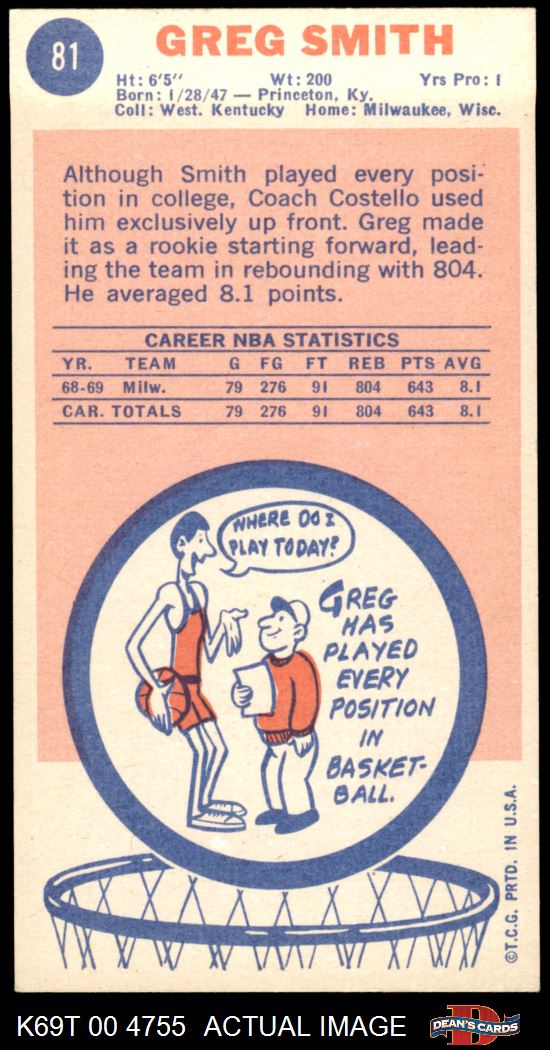 81
GREG SMITH
Ht: 6'5" Wt: 200 Yrs Pro: 1
Born: 1/28/47 — Princeton, Ky.
Coll: West. Kentucky Home: Milwaukee, Wisc.
Although Smith played every posi-
tion in college, Coach Costello used
him exclusively up front. Greg made
it as a rookie starting forward, lead-
ing the team in rebounding with 804.
He averaged 8.1 points.
CAREER NBA STATISTICS
YR. TEAM G FG FT REB PTS AVG
68-69 Milw. 79 276 91 804 643 8.1
CAR. TOTALS 79 276 91 804 643 8.1
WHERE DO I
PLAY TODAY?
GREG
HAS
PLAYED
EVERY
POSITION
IN
BASKET-
BALL.
©T.C.G. PRTD. IN U.S.A.
K69T 00 4755 ACTUAL IMAGE
D
DEAN'S CARDS